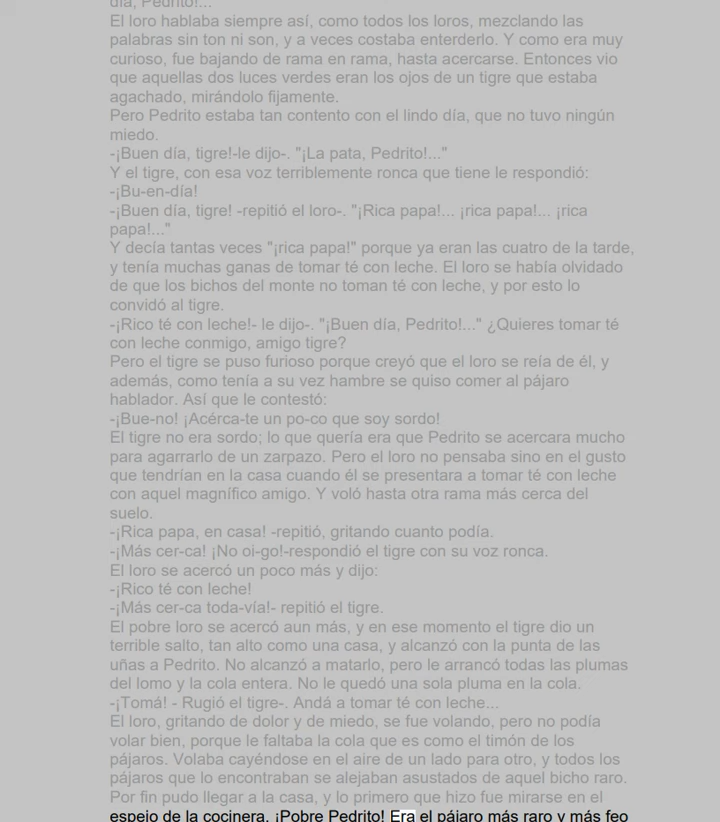 día, Pedrito!...
El loro hablaba siempre así, como todos los loros, mezclando las
palabras sin ton ni son, y a veces costaba enterderlo. Y como era muy
curioso, fue bajando de rama en rama, hasta acercarse. Entonces vio
que aquellas dos luces verdes eran los ojos de un tigre que estaba
agachado, mirándolo fijamente.
Pero Pedrito estaba tan contento con el lindo día, que no tuvo ningún
miedo.
-¡Buen día, tigre!-le dijo-. "¡La pata, Pedrito!..."
Y el tigre, con esa voz terriblemente ronca que tiene le respondió:
-¡Bu-en-día!
-¡Buen día, tigre! -repitió el loro-. "¡Rica papa!... ¡rica papa!... ¡rica
papa!..."
Y decía tantas veces "¡rica papa!" porque ya eran las cuatro de la tarde,
y tenía muchas ganas de tomar té con leche. El loro se había olvidado
de que los bichos del monte no toman té con leche, y por esto lo
convidó al tigre.
-¡Rico té con leche!- le dijo-. "¡Buen día, Pedrito!..." ¿Quieres tomar té
con leche conmigo, amigo tigre?
Pero el tigre se puso furioso porque creyó que el loro se reía de él, y
además, como tenía a su vez hambre se quiso comer al pájaro
hablador. Así que le contestó:
-¡Bue-no! ¡Acérca-te un po-co que soy sordo!
El tigre no era sordo; lo que quería era que Pedrito se acercara mucho
para agarrarlo de un zarpazo. Pero el loro no pensaba sino en el gusto
que tendrían en la casa cuando él se presentara a tomar té con leche
con aquel magnífico amigo. Y voló hasta otra rama más cerca del
suelo.
-¡Rica papa, en casa! -repitió, gritando cuanto podía.
-¡Más cer-ca! ¡No oi-go!-respondió el tigre con su voz ronca.
El loro se acercó un poco más y dijo:
-¡Rico té con leche!
-¡Más cer-ca toda-vía!- repitió el tigre.
El pobre loro se acercó aun más, y en ese momento el tigre dio un
terrible salto, tan alto como una casa, y alcanzó con la punta de las
uñas a Pedrito. No alcanzó a matarlo, pero le arrancó todas las plumas
del lomo y la cola entera. No le quedó una sola pluma en la cola.
-¡Tomá! - Rugió el tigre-. Andá a tomar té con leche...
El loro, gritando de dolor y de miedo, se fue volando, pero no podía
volar bien, porque le faltaba la cola que es como el timón de los
pájaros. Volaba cayéndose en el aire de un lado para otro, y todos los
pájaros que lo encontraban se alejaban asustados de aquel bicho raro.
Por fin pudo llegar a la casa, y lo primero que hizo fue mirarse en el
espejo de la cocinera. ¡Pobre Pedrito! Era el pájaro más raro y más feo